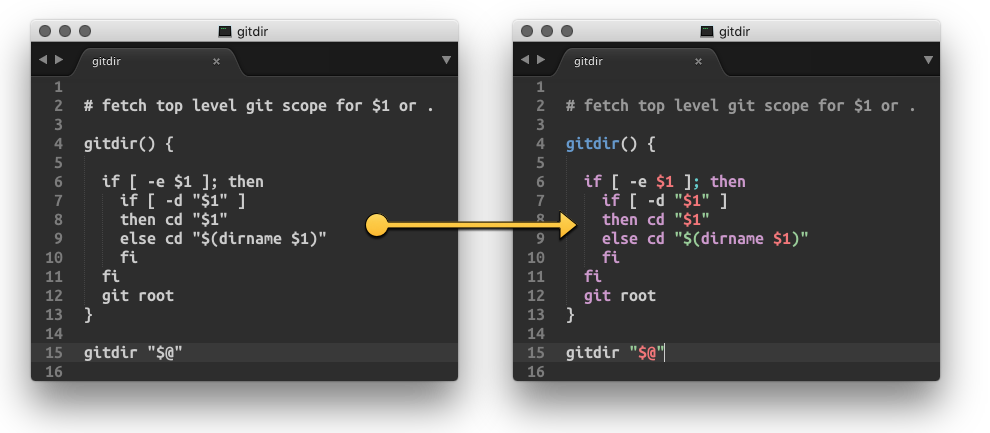 gitdir
gitdir ×
1
2 # fetch top level git scope for $1 or .
3
4 gitdir() {
5
6 if [ -e $1 ]; then
7 if [ -d "$1" ]
8 then cd "$1"
9 else cd "$(dirname $1)"
10 fi
11 fi
12 git root
13 }
14
15 gitdir "$@"
16
gitdir
gitdir ×
1
2 # fetch top level git scope for $1 or .
3
4 gitdir() {
5
6 if [ -e $1 ]; then
7 if [ -d "$1" ]
8 then cd "$1"
9 else cd "$(dirname $1)"
10 fi
11 fi
12 git root
13 }
14
15 gitdir "$@"
16